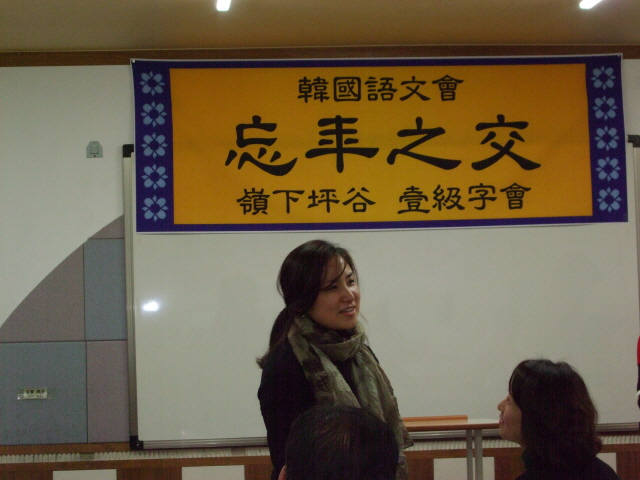 韓國語文會
忘年之交
嶺下坪谷 壹級字會